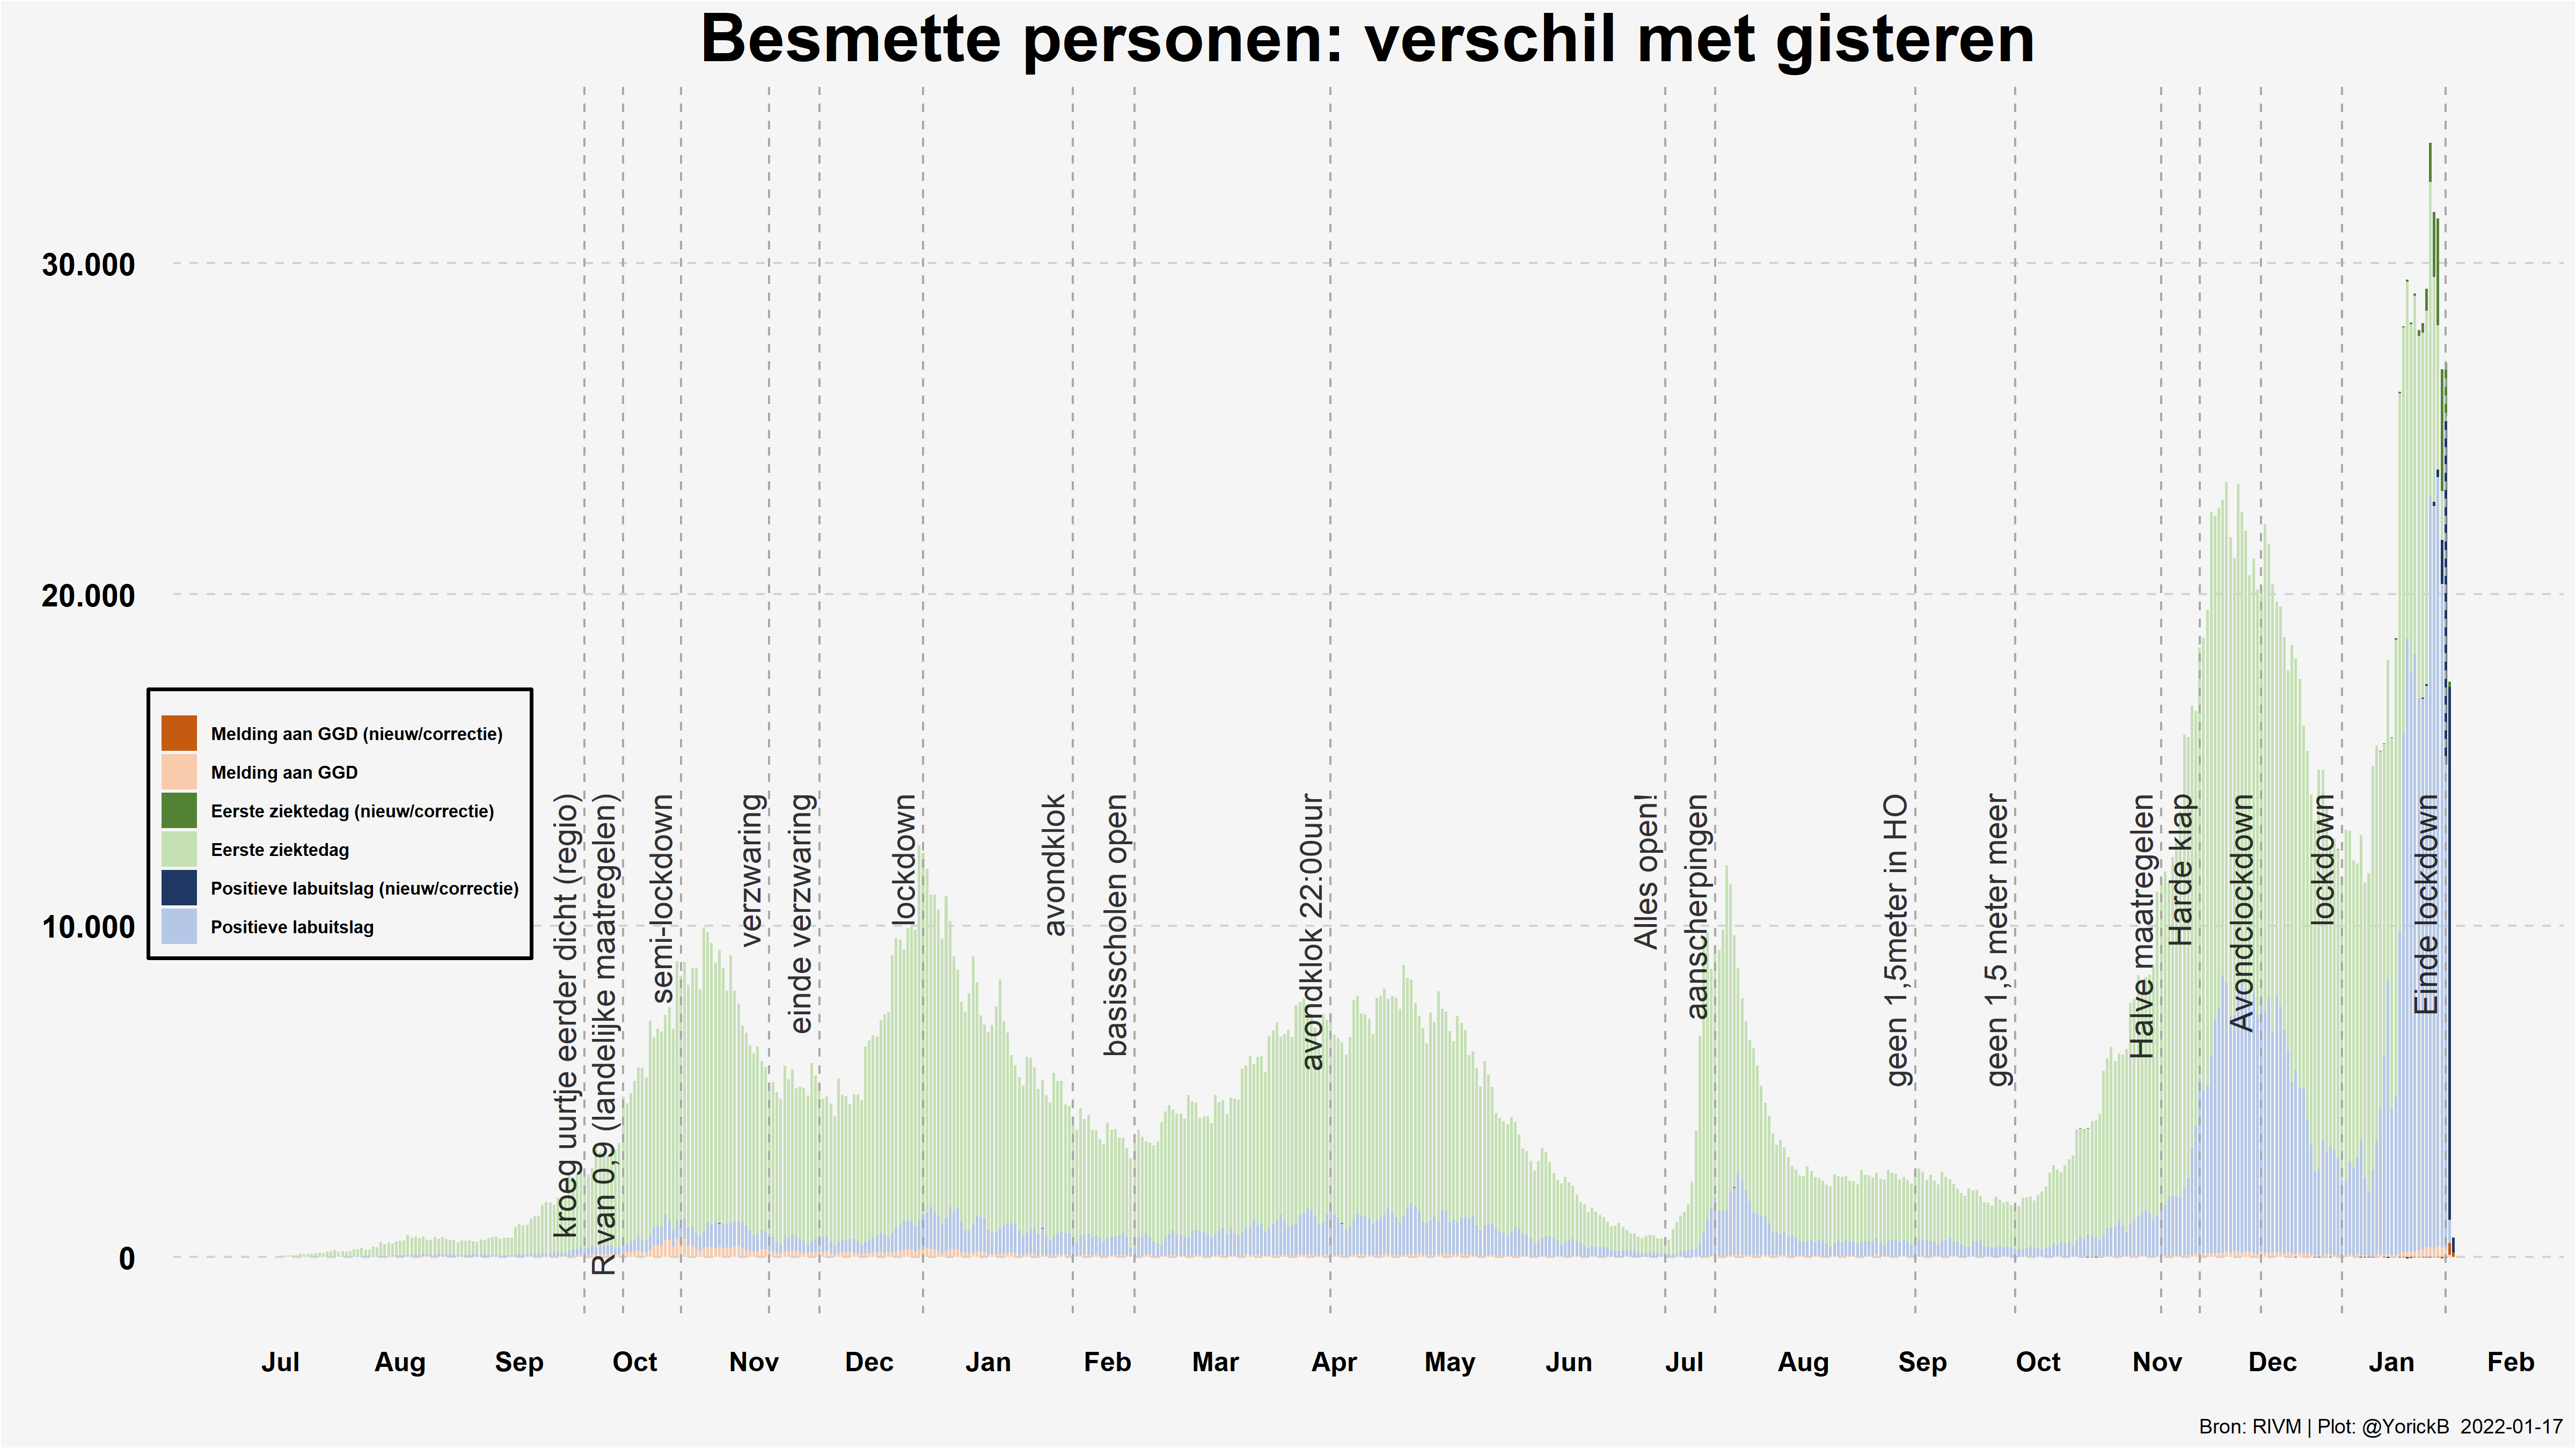 Besmette personen: verschil met gisteren
30.000
20.000
10.000
0
Melding aan GGD (nieuw/correctie)
Melding aan GGD
Eerste ziektedag (nieuw/correctie)
Eerste ziektedag
Positieve labuitslag (nieuw/correctie)
Positieve labuitslag
kroeg uurtje eerder dicht (regio)
R van 0,9 (landelijke maatregelen)
semi-lockdown
verzwaring
einde verzwaring
lockdown
avondklok
basisscholen open
avondklok 22:00uur
Alles open!
aanscherpingen
geen 1,5meter in HO
geen 1,5 meter meer
Halve maatregelen
Harde klap
Avondclockdown
lockdown
Einde lockdown
Jul Aug Sep Oct Nov Dec Jan Feb Mar Apr May Jun Jul Aug Sep Oct Nov Dec Jan Feb
Bron: RIVM | Plot: @YorickB  2022-01-17